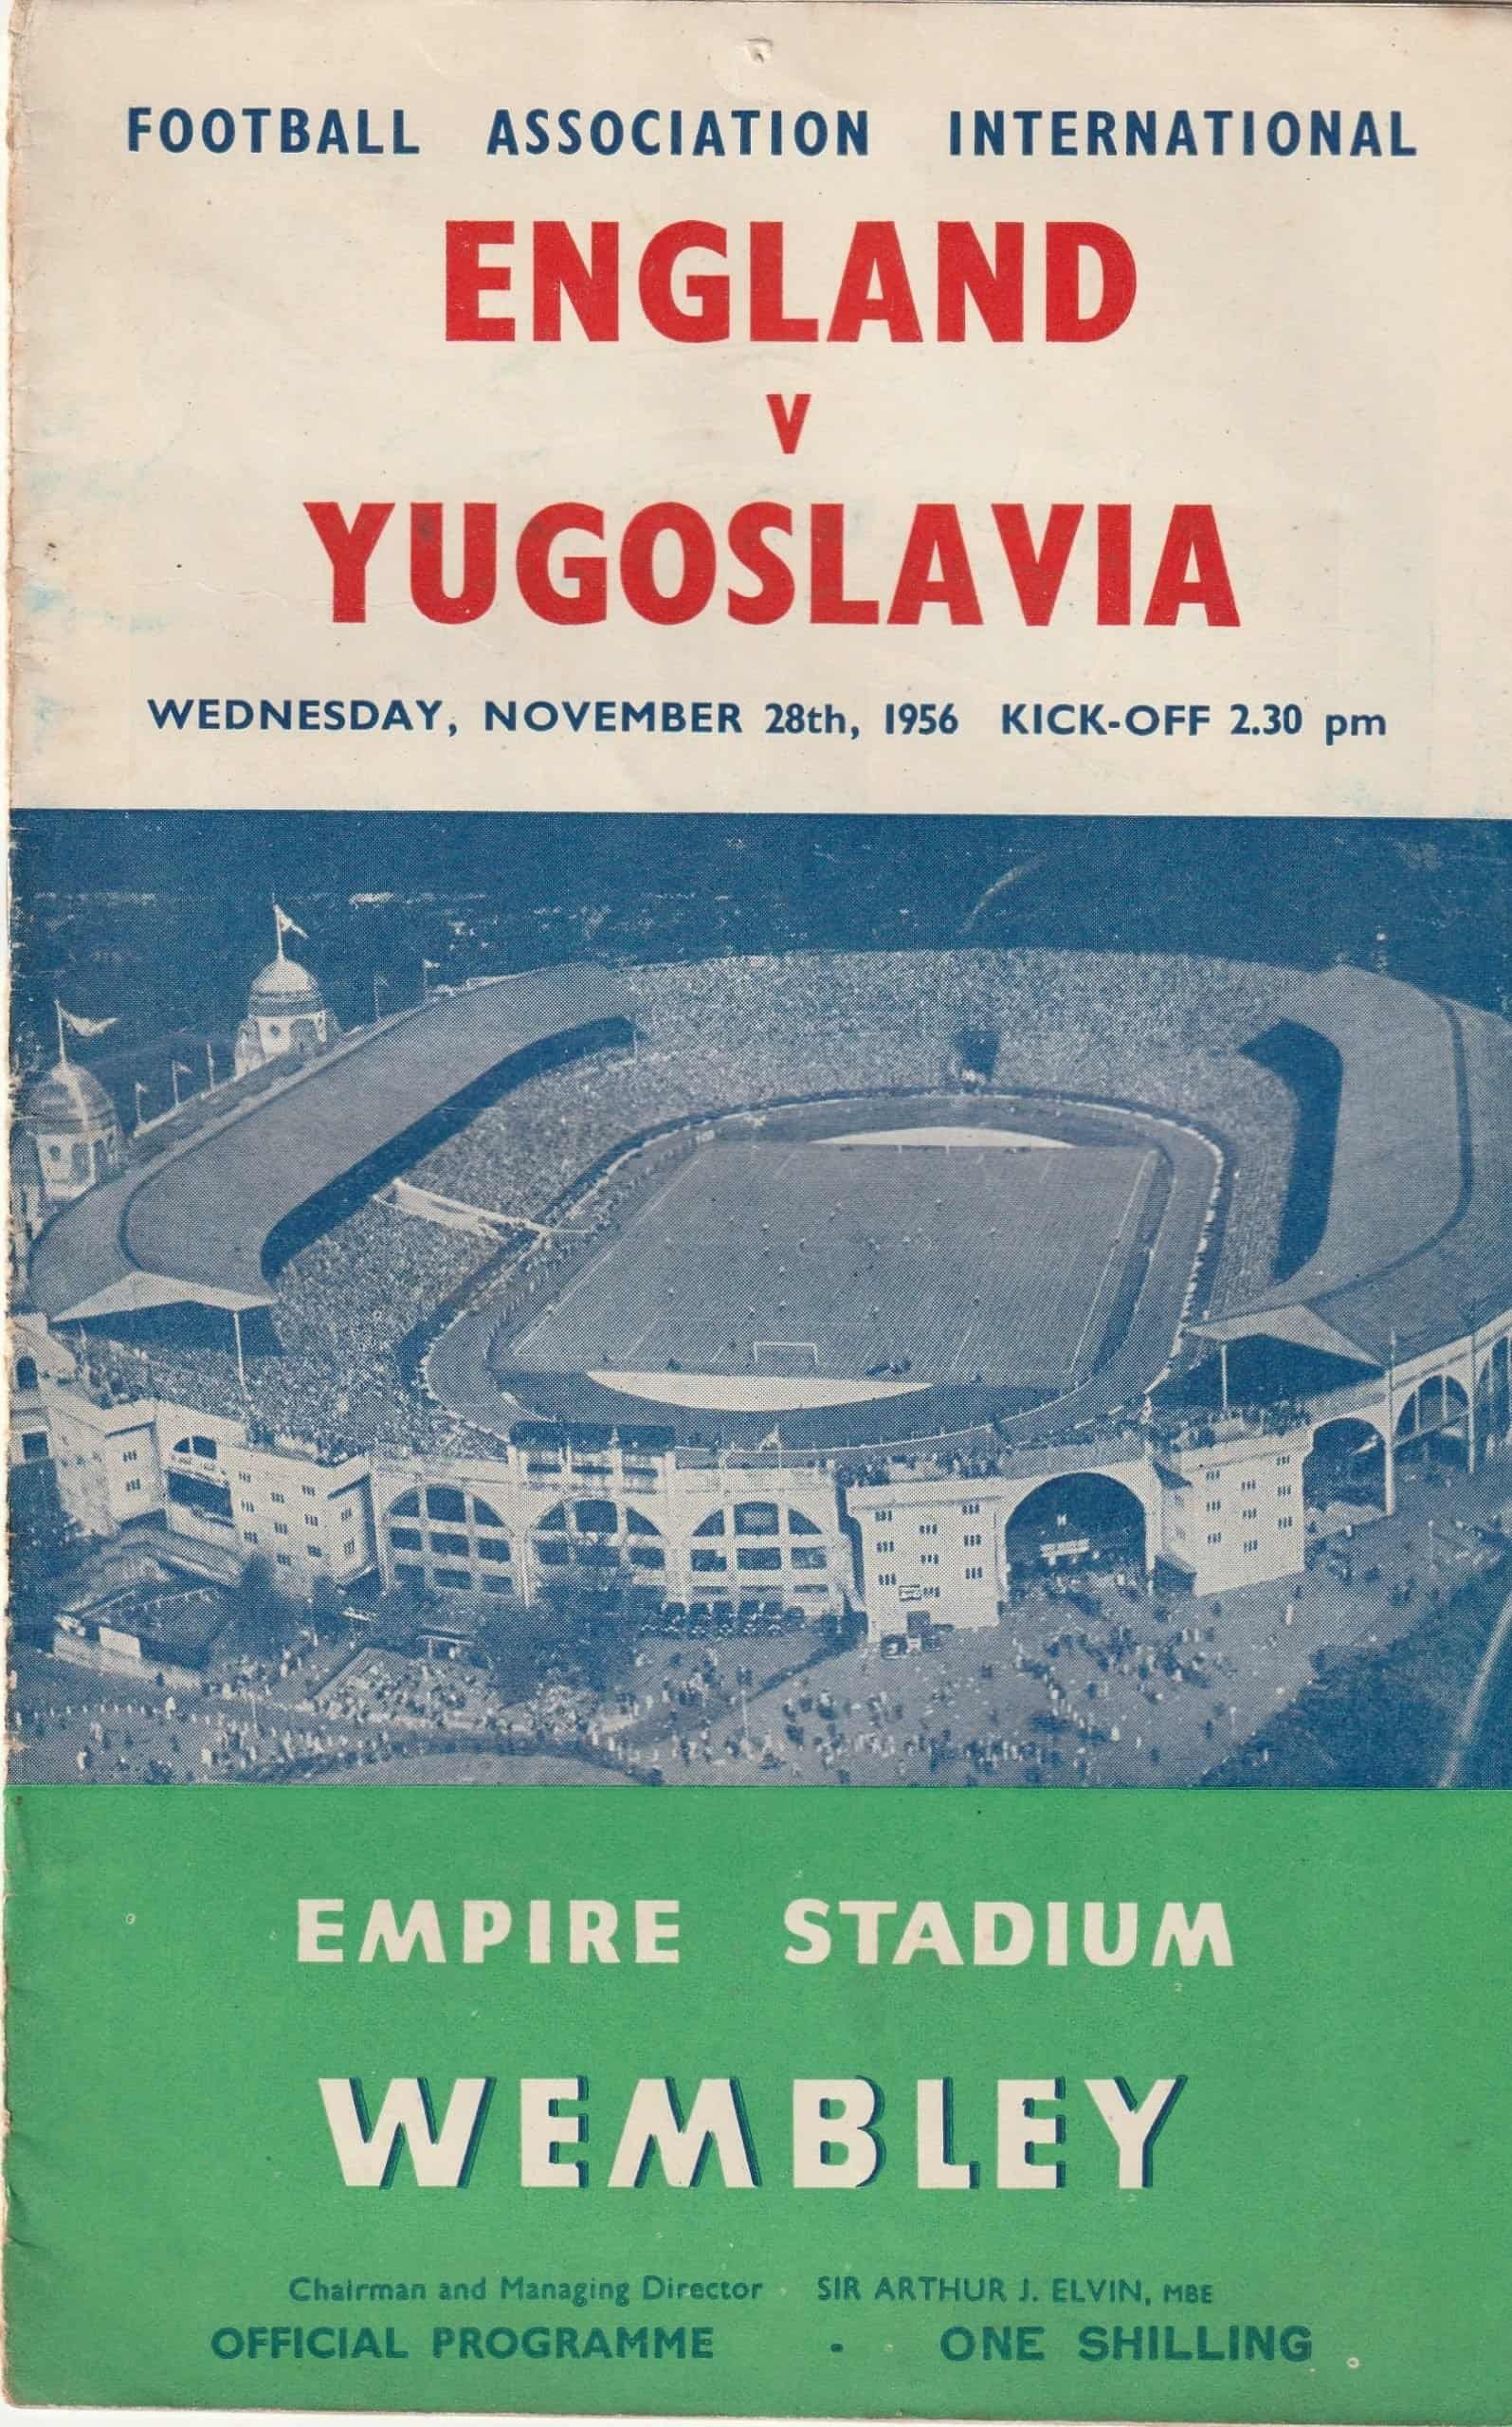 FOOTBALL ASSOCIATION INTERNATIONAL
ENGLAND
V
YUGOSLAVIA
WEDNESDAY, NOVEMBER 28th, 1956 KICK-OFF 2.30 pm
EMPIRE STADIUM
WEMBLEY
Chairman and Managing Director · SIR ARTHUR J. ELVIN, MBE
OFFICIAL PROGRAMME - ONE SHILLING